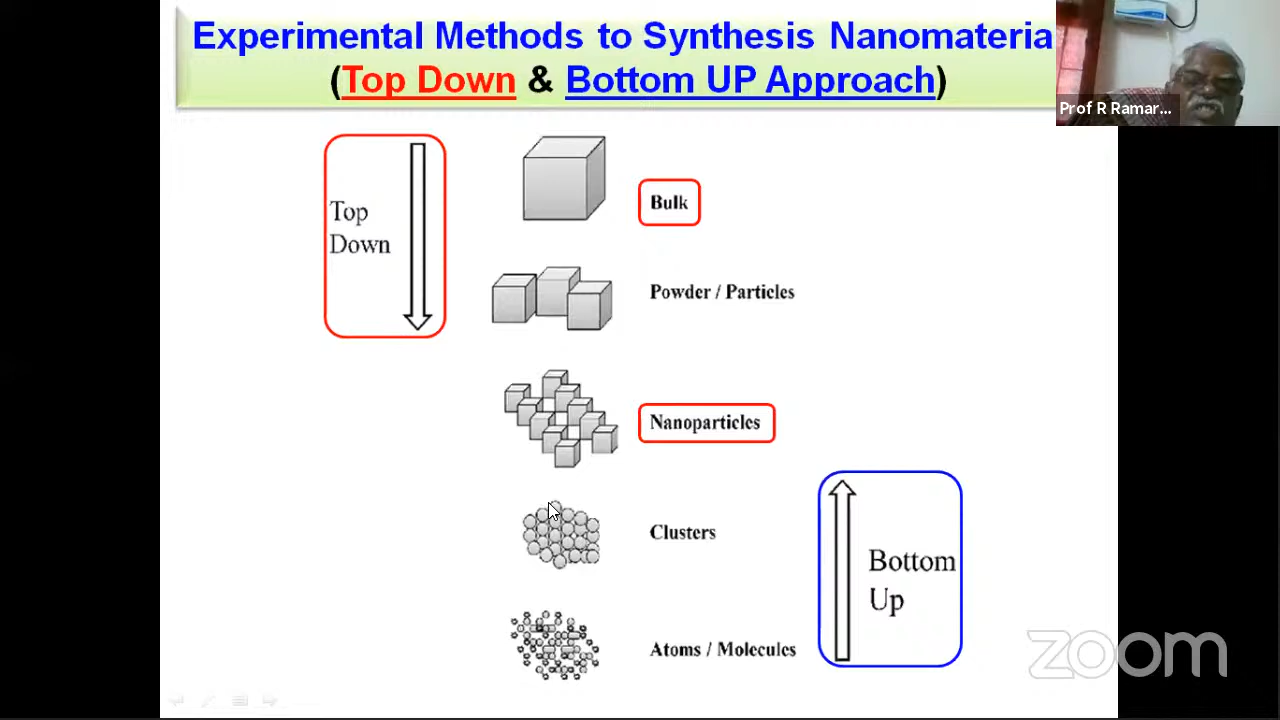 Experimental Methods to Synthesis Nanomateria
(Top Down & Bottom UP Approach)
Prof R Ramar...
Top
Down
Bulk
Powder / Particles
Nanoparticles
Clusters
Bottom
Up
Atoms / Molecules
zoom